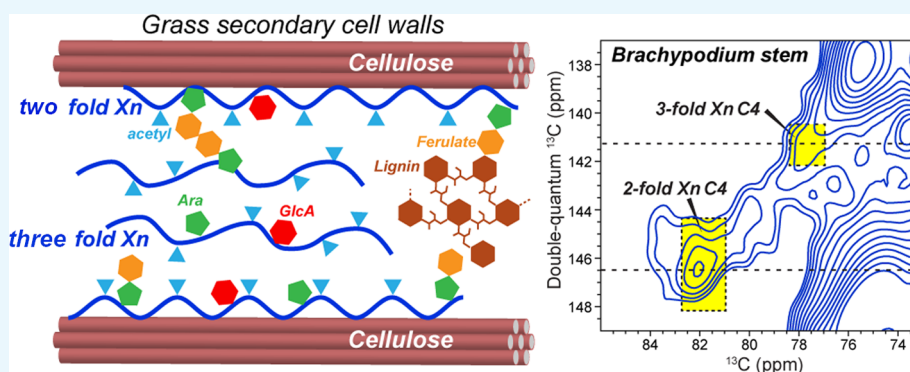 Grass secondary cell walls
Cellulose
two fold Xn
acetyl
Ferulate
Lignin
Ara
GlcA
three fold Xn
Cellulose
Brachypodium stem
3-fold Xn C4
2-fold Xn C4
Double-quantum ¹³C (ppm)
138
140
142
144
146
148
84
82
80
78
76
74
¹³C (ppm)